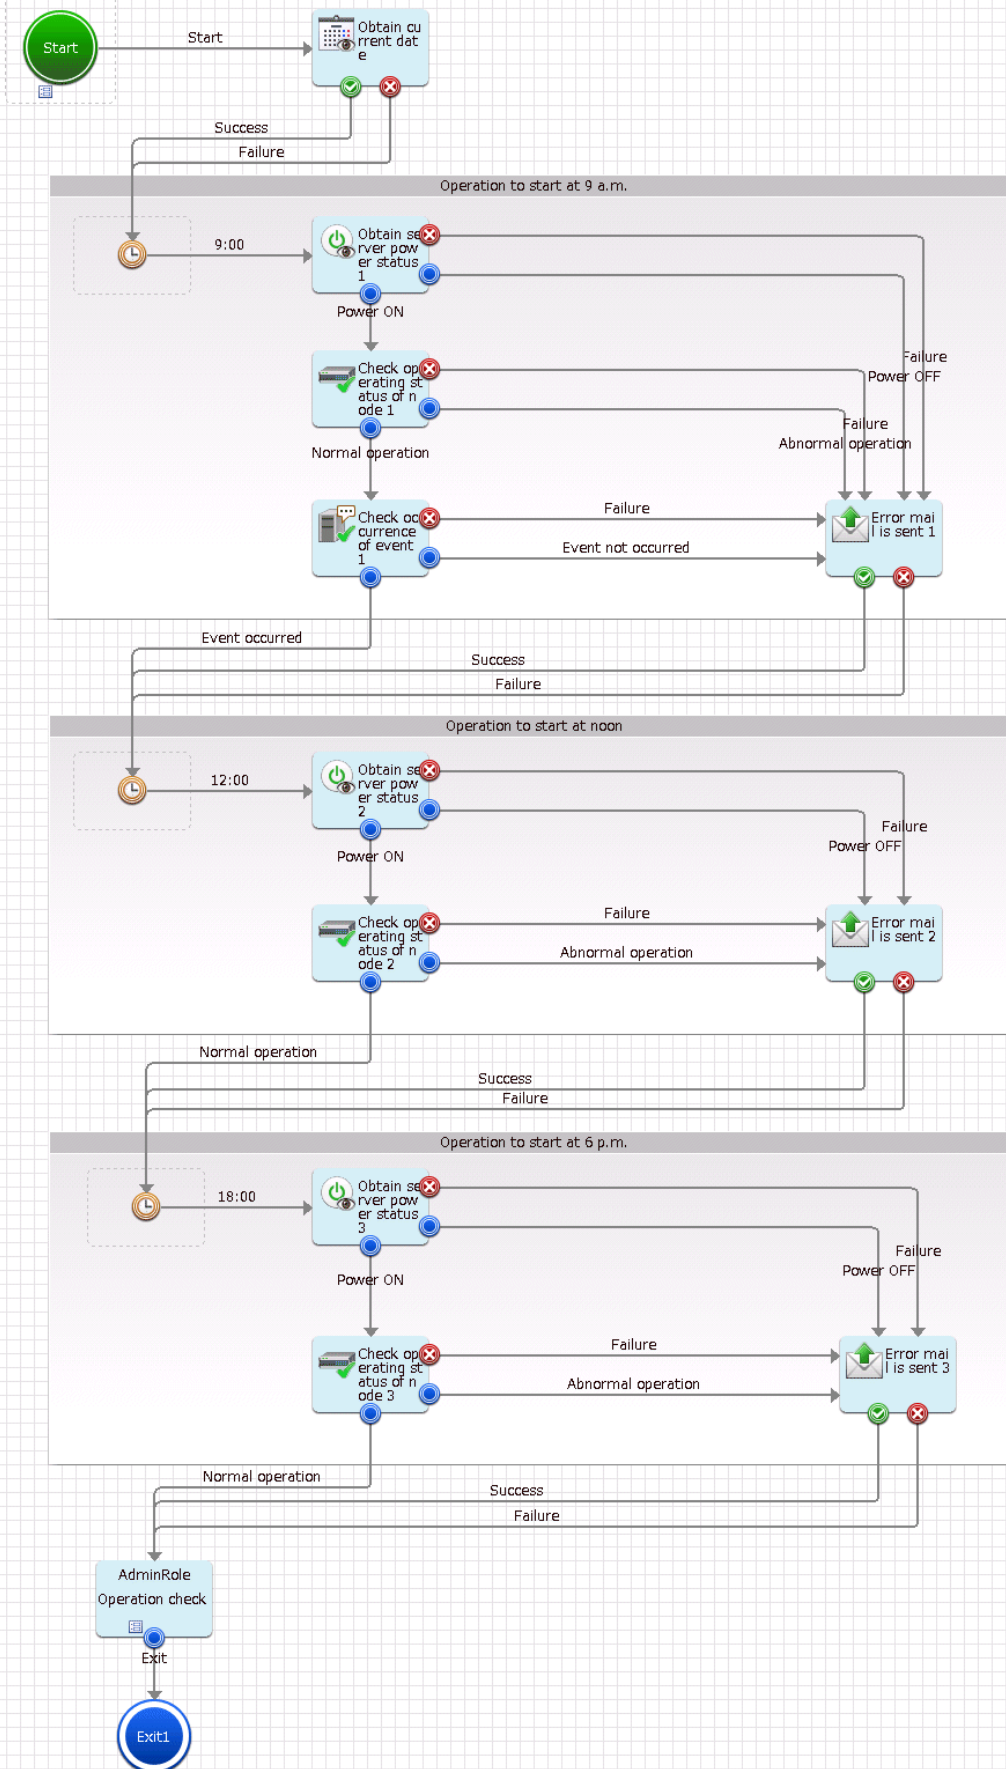 Start
Start
Obtain cu
rrent dat
e
Success
Failure
Operation to start at 9 a.m.
9:00
Obtain se
rver pow
er status
1
Power ON
Failure
Power OFF
Check op
erating st
atus of n
ode 1
Failure
Abnormal operation
Normal operation
Check oc
currence
of event
1
Failure
Event not occurred
Error mai
l is sent 1
Event occurred
Success
Failure
Operation to start at noon
12:00
Obtain se
rver pow
er status
2
Failure
Power OFF
Power ON
Check op
erating st
atus of n
ode 2
Failure
Abnormal operation
Error mai
l is sent 2
Normal operation
Success
Failure
Operation to start at 6 p.m.
18:00
Obtain se
rver pow
er status
3
Failure
Power OFF
Power ON
Check op
erating st
atus of n
ode 3
Failure
Abnormal operation
Error mai
l is sent 3
Normal operation
Success
Failure
AdminRole
Operation check
Exit
Exit1